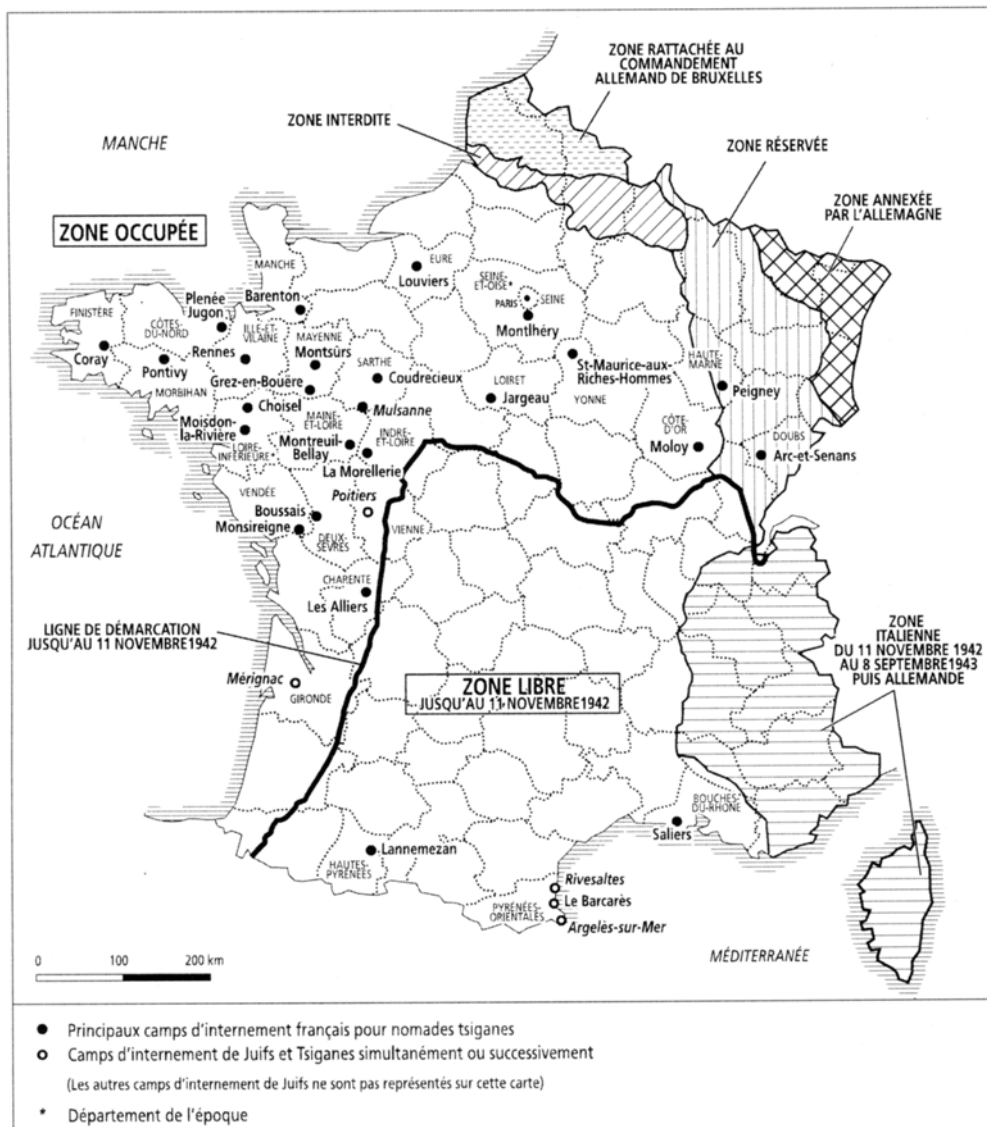 ZONE RATTACHÉE AU
COMMANDEMENT
ALLEMAND DE BRUXELLES
ZONE INTERDITE
MANCHE
ZONE RÉSERVÉE
ZONE ANNEXÉE
PAR L'ALLEMAGNE
ZONE OCCUPÉE
MANCHE
EURE
Louviers
SEINE-
ET-OISE*
PARIS
SEINE
Montlhéry
Barenton
Plenée
Jugon
FINISTÈRE
CÔTES-
DU-NORD
ILLE-ET-
VILAINE
MAYENNE
Montsûrs
SARTHE
Coray
Pontivy
Rennes
Coudrecieux
St-Maurice-aux-
Riches-Hommes
HAUTE-
MARNE
Peigney
MORBIHAN
Grez-en-Bouère
LOIRET
Jargeau
YONNE
Choisel
Mulsanne
MAINE-
ET-LOIRE
INDRE-
ET-LOIRE
CÔTE-
D'OR
DOUBS
Moisdon-
la-Rivière
LOIRE-
INFÉRIEURE*
Montreuil-
Bellay
La Morellerie
Moloy
Arc-et-Senans
VENDÉE
Poitiers
Boussais
VIENNE
OCÉAN
ATLANTIQUE
Monsireigne
DEUX-
SÈVRES
CHARENTE
Les Alliers
LIGNE DE DÉMARCATION
JUSQU'AU 11 NOVEMBRE1942
ZONE
ITALIENNE
DU 11 NOVEMBRE 1942
AU 8 SEPTEMBRE1943
PUIS ALLEMANDE
Mérignac
GIRONDE
ZONE LIBRE
JUSQU'AU 11 NOVEMBRE1942
BOUCHES-
DU-RHÔNE
Saliers
Lannemezan
HAUTES-
PYRÉNÉES
Rivesaltes
Le Barcarès
PYRÉNÉES-
ORIENTALES
Argelès-sur-Mer
MÉDITERRANÉE
0 100 200 km
Principaux camps d'internement français pour nomades tsiganes
Camps d'internement de Juifs et Tsiganes simultanément ou successivement
(Les autres camps d'internement de Juifs ne sont pas représentés sur cette carte)
* Département de l'époque